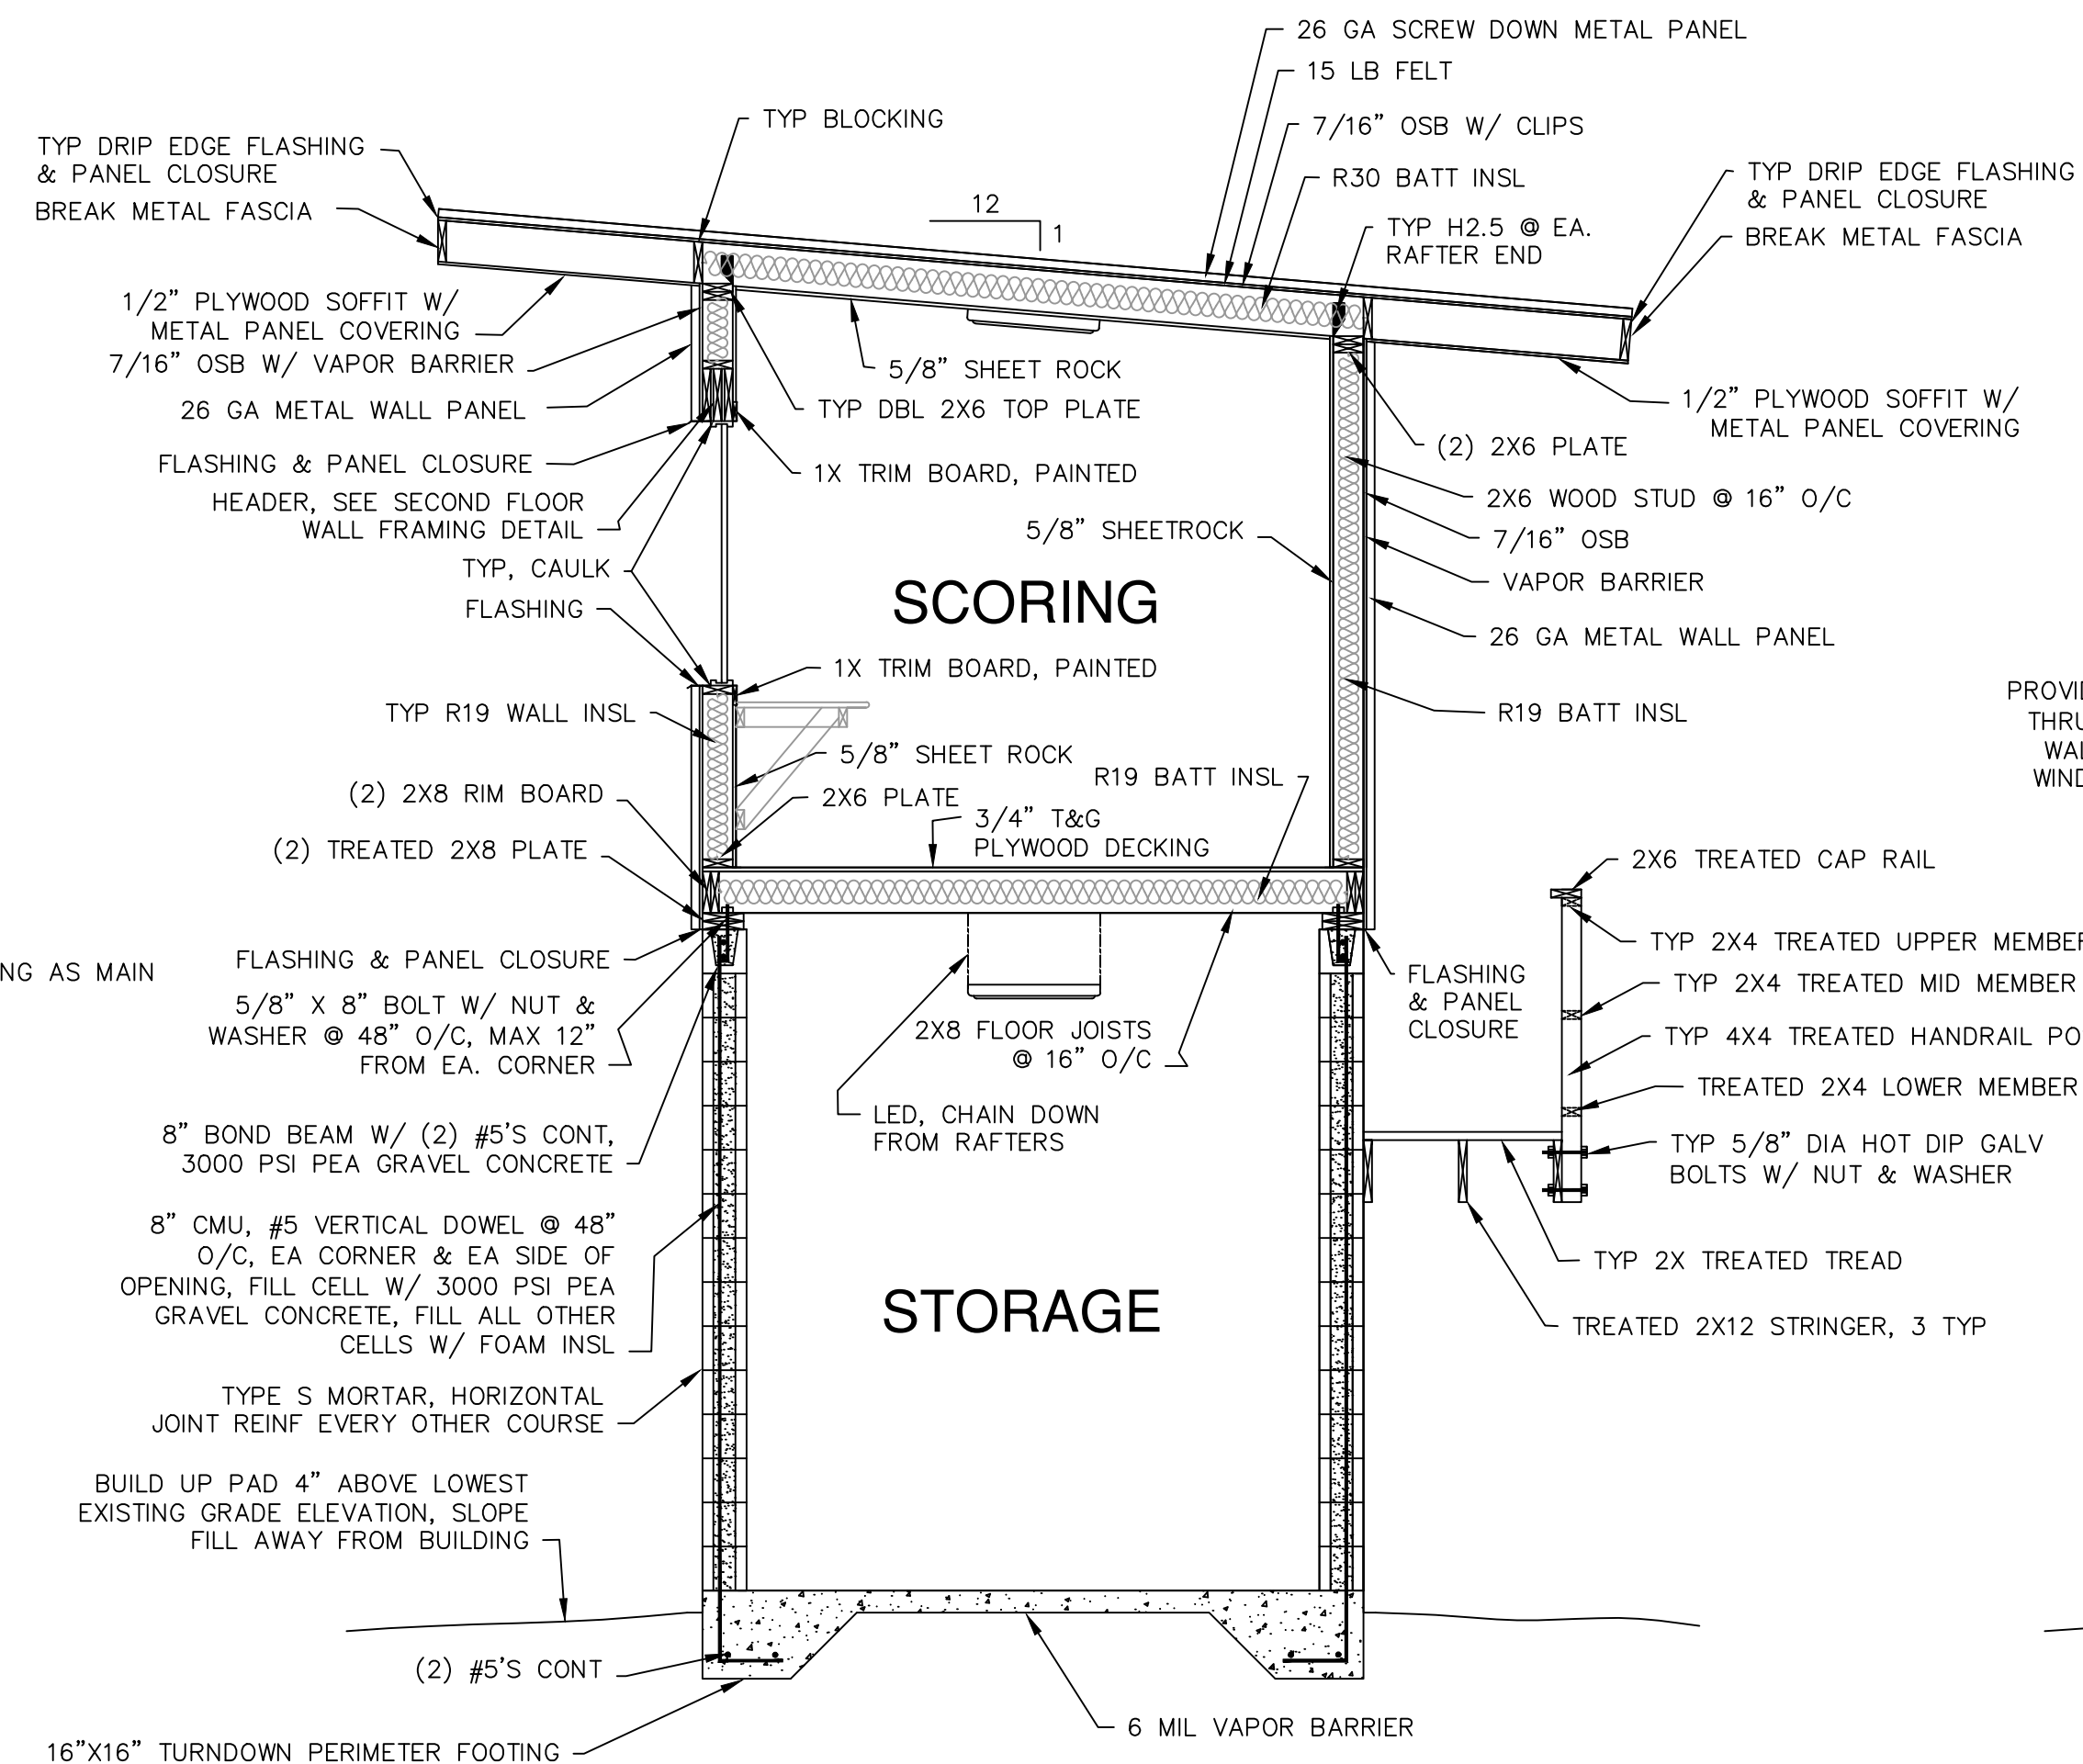 26 GA SCREW DOWN METAL PANEL
15 LB FELT
TYP BLOCKING
7/16” OSB W/ CLIPS
TYP DRIP EDGE FLASHING
& PANEL CLOSURE
BREAK METAL FASCIA
R30 BATT INSL
12
1
TYP H2.5 @ EA.
RAFTER END
TYP DRIP EDGE FLASHING
& PANEL CLOSURE
BREAK METAL FASCIA
1/2” PLYWOOD SOFFIT W/
METAL PANEL COVERING
7/16” OSB W/ VAPOR BARRIER
26 GA METAL WALL PANEL
5/8” SHEET ROCK
TYP DBL 2X6 TOP PLATE
1/2” PLYWOOD SOFFIT W/
METAL PANEL COVERING
(2) 2X6 PLATE
FLASHING & PANEL CLOSURE
1X TRIM BOARD, PAINTED
HEADER, SEE SECOND FLOOR
WALL FRAMING DETAIL
2X6 WOOD STUD @ 16” O/C
5/8” SHEETROCK
7/16” OSB
TYP, CAULK
VAPOR BARRIER
FLASHING
SCORING
26 GA METAL WALL PANEL
1X TRIM BOARD, PAINTED
TYP R19 WALL INSL
R19 BATT INSL
WAL
WIND
5/8” SHEET ROCK
R19 BATT INSL
(2) 2X8 RIM BOARD
2X6 PLATE
3/4” T&G
PLYWOOD DECKING
(2) TREATED 2X8 PLATE
2X6 TREATED CAP RAIL
TYP 2X4 TREATED UPPER MEMBER
FLASHING & PANEL CLOSURE
NG AS MAIN
FLASHING
& PANEL
CLOSURE
TYP 2X4 TREATED MID MEMBER
5/8” X 8” BOLT W/ NUT &
WASHER @ 48” O/C, MAX 12”
FROM EA. CORNER
2X8 FLOOR JOISTS
@ 16” O/C
TYP 4X4 TREATED HANDRAIL PO
TREATED 2X4 LOWER MEMBER
LED, CHAIN DOWN
FROM RAFTERS
8” BOND BEAM W/ (2) #5’S CONT,
3000 PSI PEA GRAVEL CONCRETE
TYP 5/8” DIA HOT DIP GALV
BOLTS W/ NUT & WASHER
8” CMU, #5 VERTICAL DOWEL @ 48”
O/C, EA CORNER & EA SIDE OF
OPENING, FILL CELL W/ 3000 PSI PEA
GRAVEL CONCRETE, FILL ALL OTHER
CELLS W/ FOAM INSL
TYP 2X TREATED TREAD
STORAGE
TREATED 2X12 STRINGER, 3 TYP
TYPE S MORTAR, HORIZONTAL
JOINT REINF EVERY OTHER COURSE
BUILD UP PAD 4” ABOVE LOWEST
EXISTING GRADE ELEVATION, SLOPE
FILL AWAY FROM BUILDING
(2) #5’S CONT
6 MIL VAPOR BARRIER
16”X16” TURNDOWN PERIMETER FOOTING